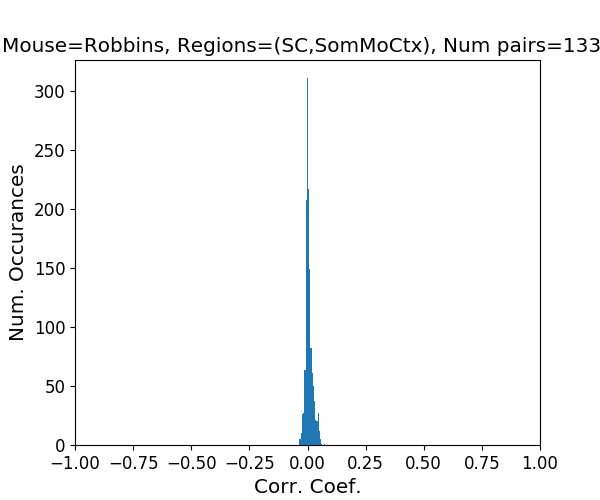 Mouse=Robbins, Regions=(SC,SomMoCtx), Num pairs=133
300
250
200
150
100
50
0
Num. Occurances
−1.00 −0.75 −0.50 −0.25 0.00 0.25 0.50 0.75 1.00
Corr. Coef.